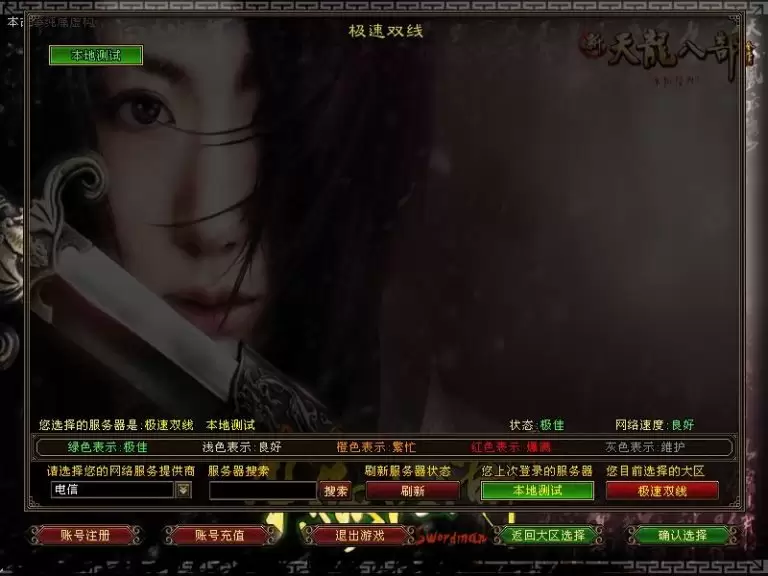 极速双线
本地测试
新天龍八部
您选择的服务器是:极速双线 本地测试 状态:极佳 网络速度:良好
绿色表示:极佳 浅色表示:良好 橙色表示:繁忙 红色表示:爆满 灰色表示:维护
请选择您的网络服务提供商 服务器搜索 刷新服务器状态 您上次登录的服务器 您目前选择的大区
电信 搜索 刷新 本地测试 极速双线
账号注册 账号充值 退出游戏 Swordman 返回大区选择 确认选择